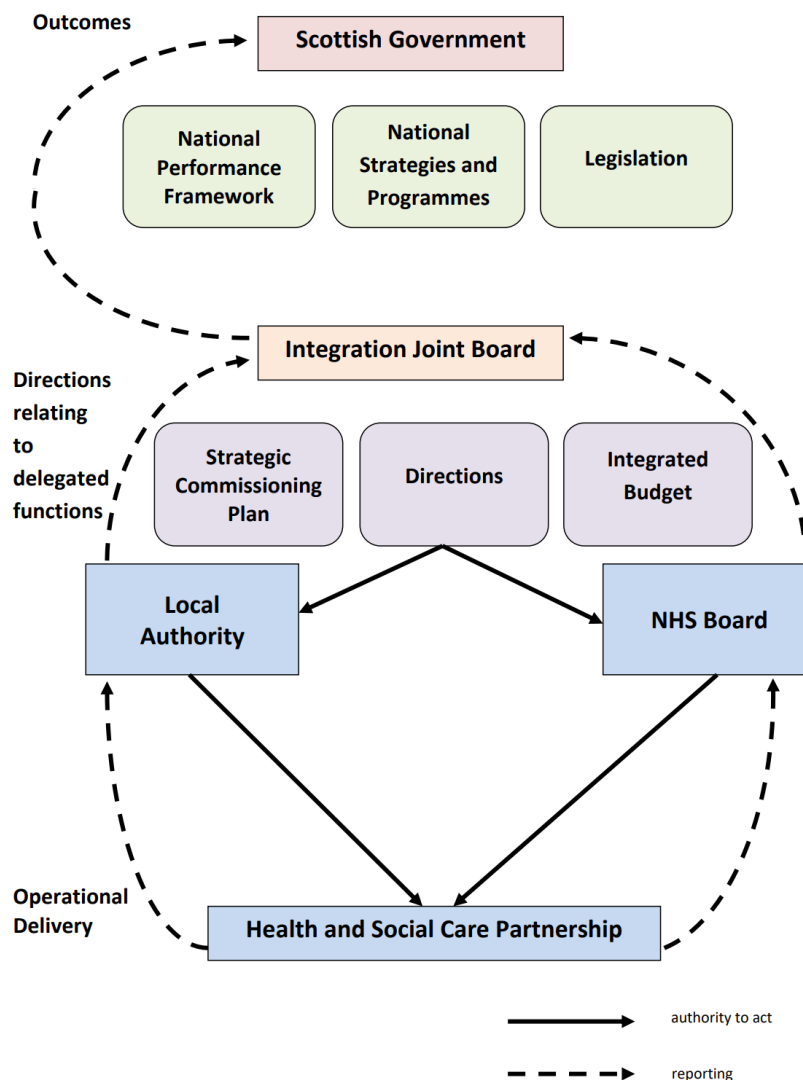 Outcomes
Scottish Government
National
Performance
Framework
National
Strategies and
Programmes
Legislation
Integration Joint Board
Directions
relating
to
delegated
functions
Strategic
Commissioning
Plan
Directions
Integrated
Budget
Local
Authority
NHS Board
Operational
Delivery
Health and Social Care Partnership
authority to act
reporting